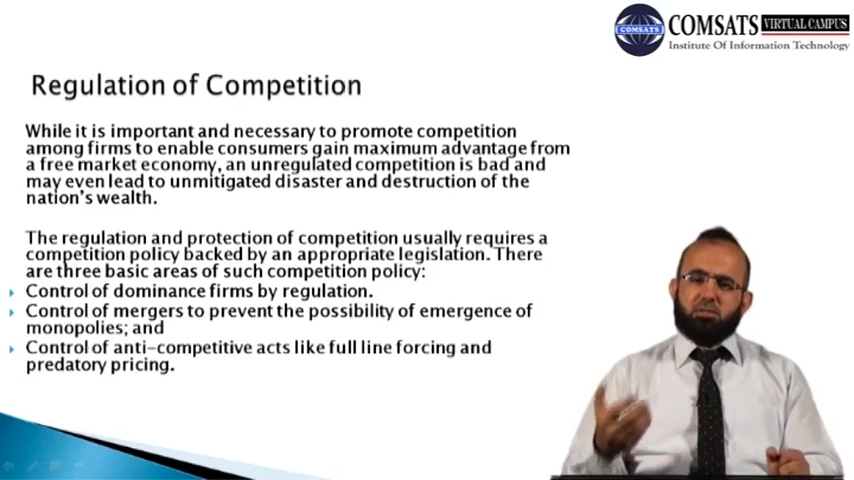 COMSATS
COMSATS VIRTUAL CAMPUS
Institute Of Information Technology
Regulation of Competition
While it is important and necessary to promote competition
among firms to enable consumers gain maximum advantage from
a free market economy, an unregulated competition is bad and
may even lead to unmitigated disaster and destruction of the
nation's wealth.
The regulation and protection of competition usually requires a
competition policy backed by an appropriate legislation. There
are three basic areas of such competition policy:
Control of dominance firms by regulation.
Control of mergers to prevent the possibility of emergence of
monopolies; and
Control of anti-competitive acts like full line forcing and
predatory pricing.